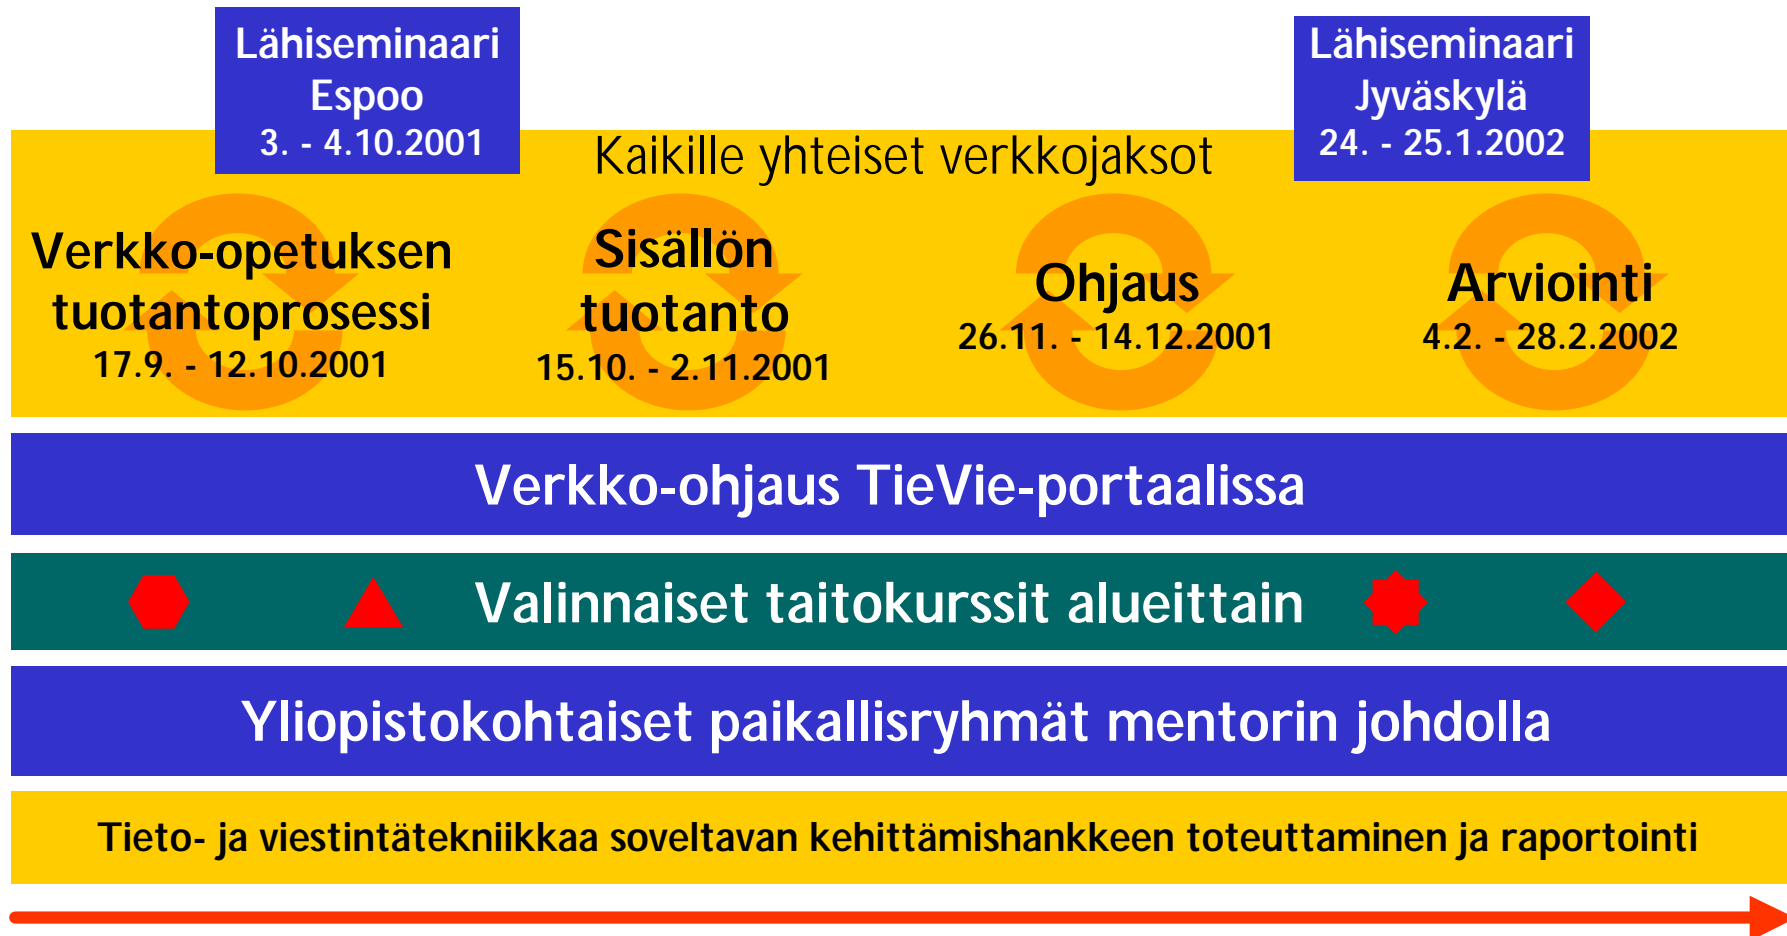 Lähiseminaari
Espoo
3. - 4.10.2001
Lähiseminaari
Jyväskylä
24. - 25.1.2002
Kaikille yhteiset verkkojaksot
Verkko-opetuksen
tuotantoprosessi
17.9. - 12.10.2001
Sisällön
tuotanto
15.10. - 2.11.2001
Ohjaus
26.11. - 14.12.2001
Arviointi
4.2. - 28.2.2002
Verkko-ohjaus TieVie-portaalissa
Valinnaiset taitokurssit alueittain
Yliopistokohtaiset paikallisryhmät mentorin johdolla
Tieto- ja viestintätekniikkaa soveltavan kehittämishankkeen toteuttaminen ja raportointi